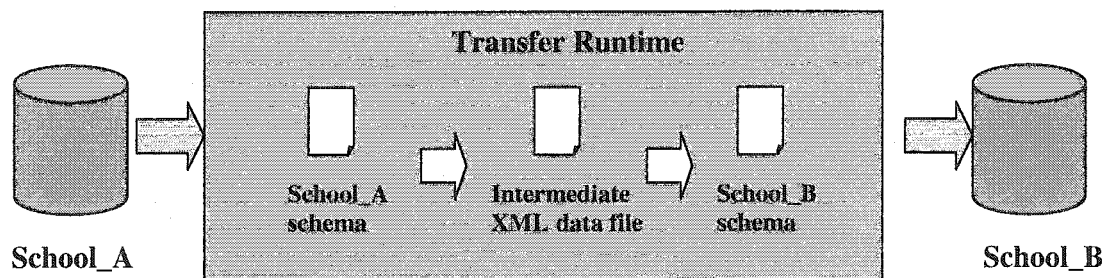 Transfer Runtime
School_A
schema
Intermediate
XML data file
School_B
schema
School_A
School_B